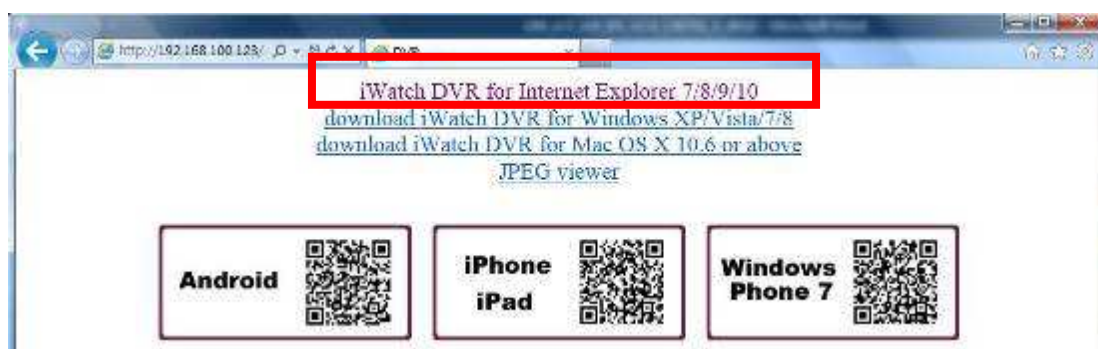 http://192.168.100.123/
DVR
iWatch DVR for Internet Explorer 7/8/9/10
download iWatch DVR for Windows XP/Vista/7/8
download iWatch DVR for Mac OS X 10.6 or above
JPEG viewer
Android
iPhone
iPad
Windows
Phone 7